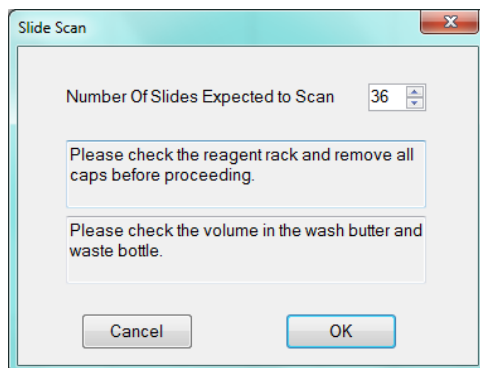 Slide Scan
Number Of Slides Expected to Scan 36
Please check the reagent rack and remove all
caps before proceeding.
Please check the volume in the wash butter and
waste bottle.
Cancel OK